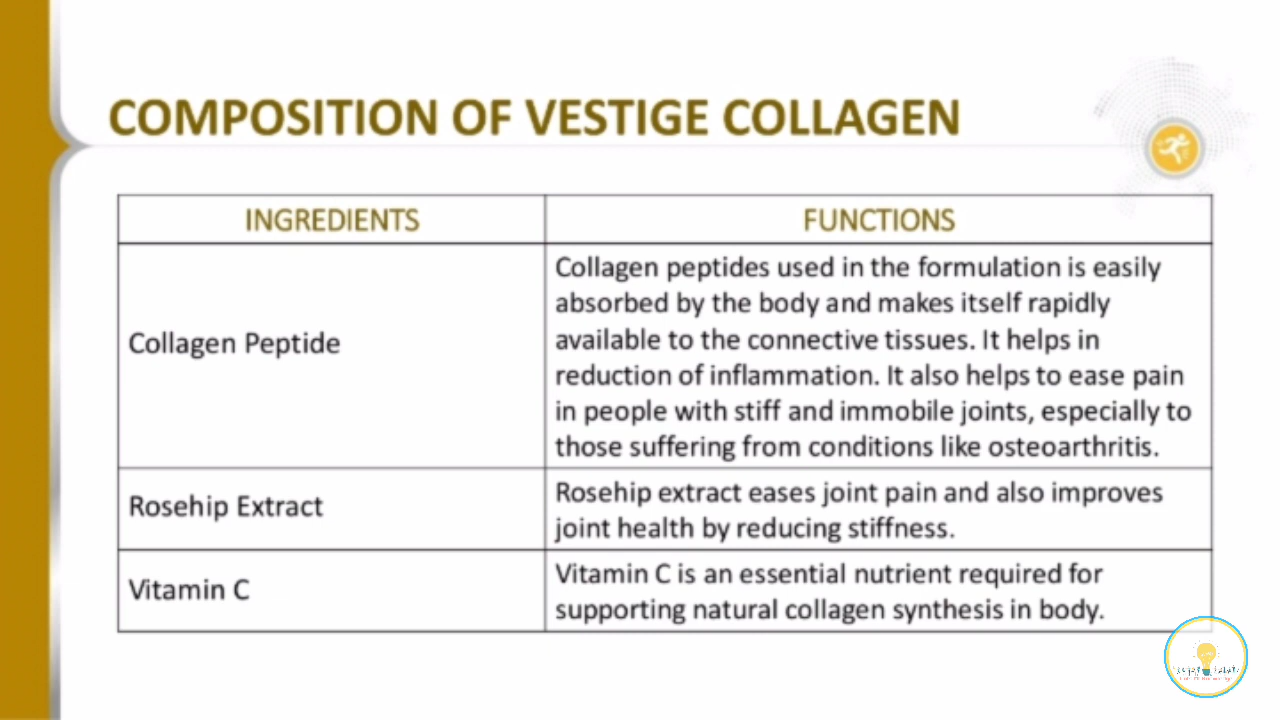 COMPOSITION OF VESTIGE COLLAGEN
INGREDIENTS
FUNCTIONS
Collagen Peptide
Collagen peptides used in the formulation is easily
absorbed by the body and makes itself rapidly
available to the connective tissues. It helps in
reduction of inflammation. It also helps to ease pain
in people with stiff and immobile joints, especially to
those suffering from conditions like osteoarthritis.
Rosehip Extract
Rosehip extract eases joint pain and also improves
joint health by reducing stiffness.
Vitamin C
Vitamin C is an essential nutrient required for
supporting natural collagen synthesis in body.